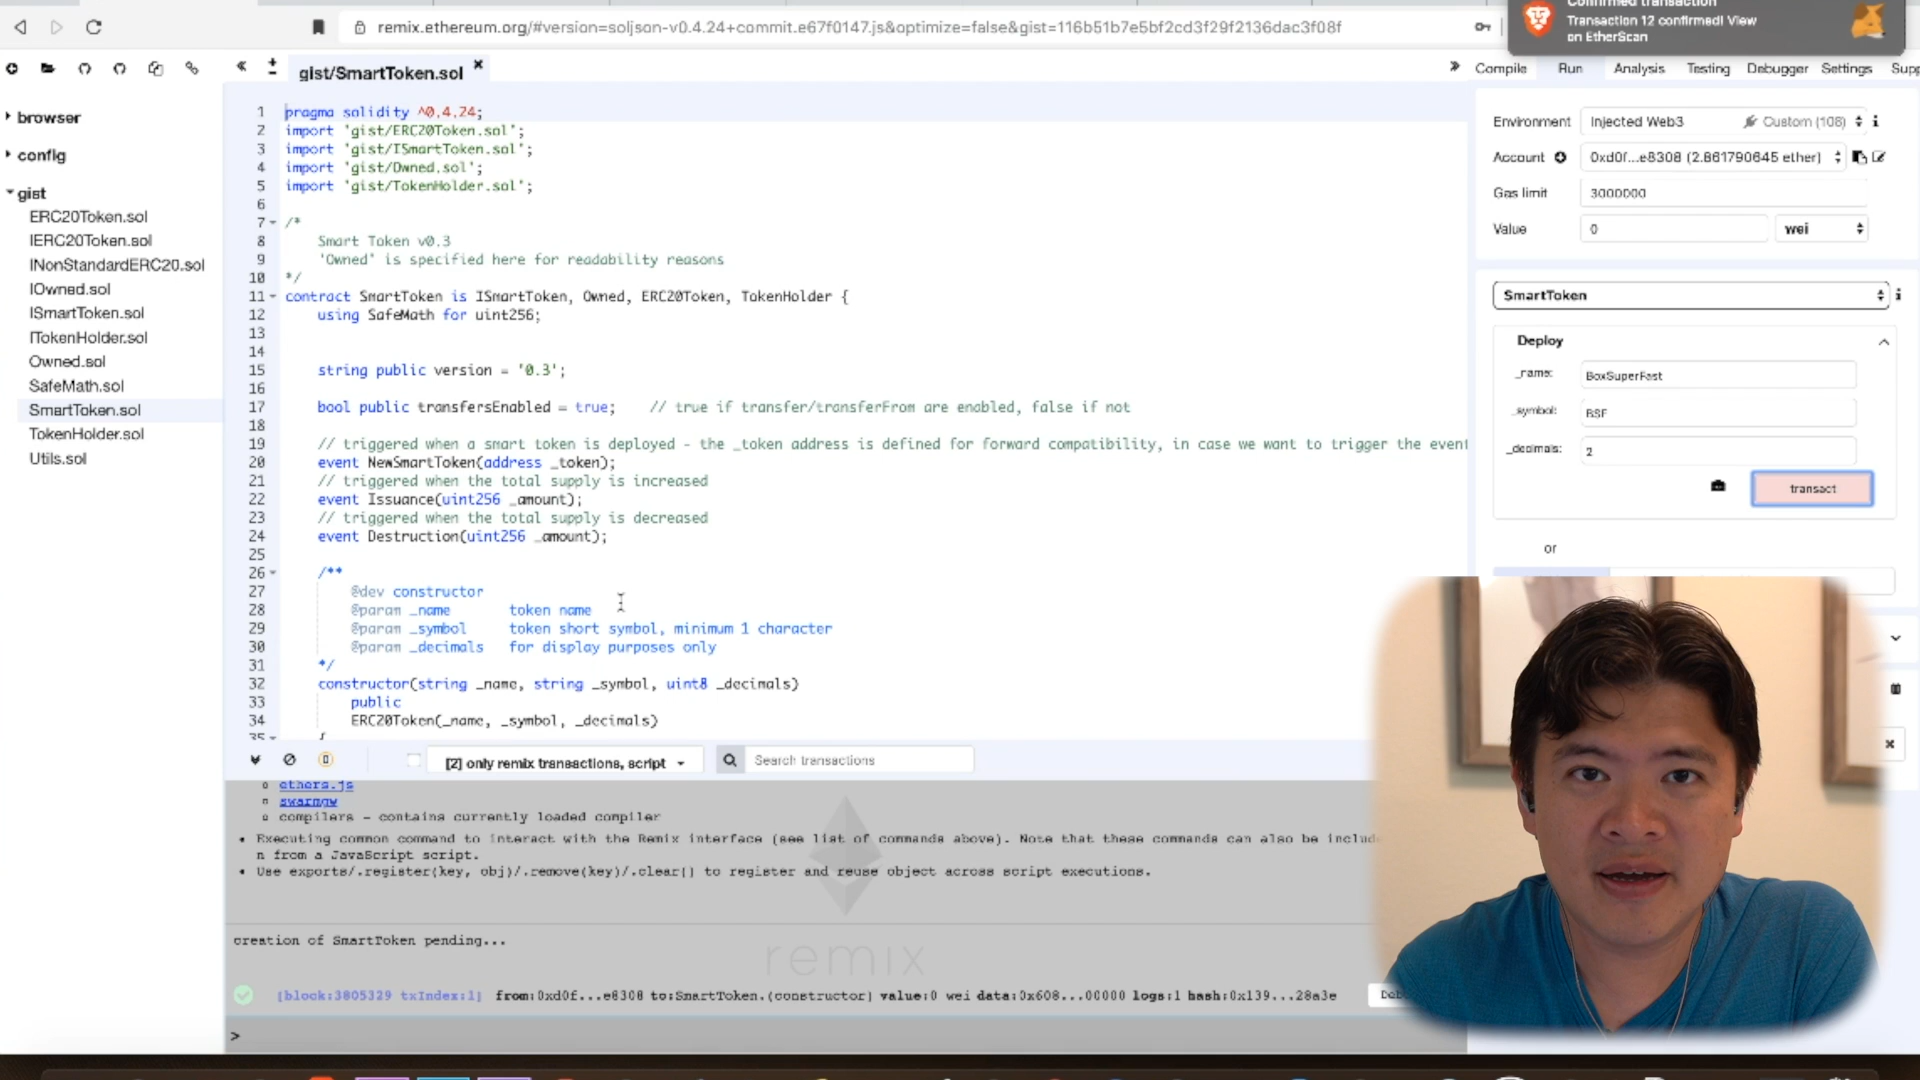 remix.ethereum.org/#version=soljson-v0.4.24+commit.e67f0147.js&optimize=false&gist=116b51b7e5bf2cd3f29f2136dac3f08f
Confirmed transaction
Transaction 12 confirmed! View
on EtherScan
gist/SmartToken.sol
Compile
Run
Analysis
Testing
Debugger
Settings
browser
config
gist
ERC20Token.sol
IERC20Token.sol
INonStandardERC20.sol
IOwned.sol
ISmartToken.sol
ITokenHolder.sol
Owned.sol
SafeMath.sol
SmartToken.sol
TokenHolder.sol
Utils.sol
1 pragma solidity ^0.4.24;
2 import 'gist/ERC20Token.sol';
3 import 'gist/ISmartToken.sol';
4 import 'gist/Owned.sol';
5 import 'gist/TokenHolder.sol';
6
7 /*
8 Smart Token v0.3
9 'Owned' is specified here for readability reasons
10 */
11 contract SmartToken is ISmartToken, Owned, ERC20Token, TokenHolder {
12 using SafeMath for uint256;
13
14
15 string public version = '0.3';
16
17 bool public transfersEnabled = true; // true if transfer/transferFrom are enabled, false if not
18
19 // triggered when a smart token is deployed - the _token address is defined for forward compatibility, in case we want to trigger the event
20 event NewSmartToken(address _token);
21 // triggered when the total supply is increased
22 event Issuance(uint256 _amount);
23 // triggered when the total supply is decreased
24 event Destruction(uint256 _amount);
25
26 /**
27 @dev constructor
28 @param _name token name
29 @param _symbol token short symbol, minimum 1 character
30 @param _decimals for display purposes only
31 */
32 constructor(string _name, string _symbol, uint8 _decimals)
33 public
34 ERC20Token(_name, _symbol, _decimals)
35 {
Environment Injected Web3 Custom (108)
Account 0xd0f...e8308 (2.861790645 ether)
Gas limit 3000000
Value 0 wei
SmartToken
Deploy
_name: BoxSuperFast
_symbol: BSF
_decimals: 2
transact
or
[2] only remix transactions, script
Search transactions
ethers.js
swarmgw
compilers - contains currently loaded compiler
Executing common command to interact with the Remix interface (see list of commands above). Note that these commands can also be includ
n from a JavaScript script.
Use exports/.register(key, obj)/.remove(key)/.clear() to register and reuse object across script executions.
creation of SmartToken pending...
remix
[block:3805329 txIndex:1] from:0xd0f...e8308 to:SmartToken.(constructor) value:0 wei data:0x608...00000 logs:1 hash:0x139...28a3e
>